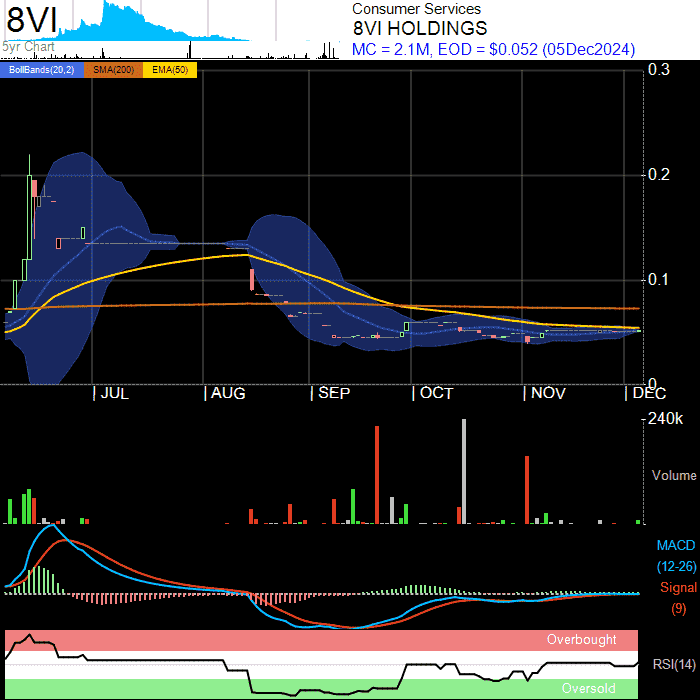 8VI
5yr Chart
Consumer Services
8VI HOLDINGS
MC = 2.1M, EOD = $0.052 (05Dec2024)
BollBands(20,2) SMA(200) EMA(50)
0.3
0.2
0.1
0
JUL AUG SEP OCT NOV DEC
240k
Volume
MACD
(12-26)
Signal
(9)
Overbought
RSI(14)
Oversold